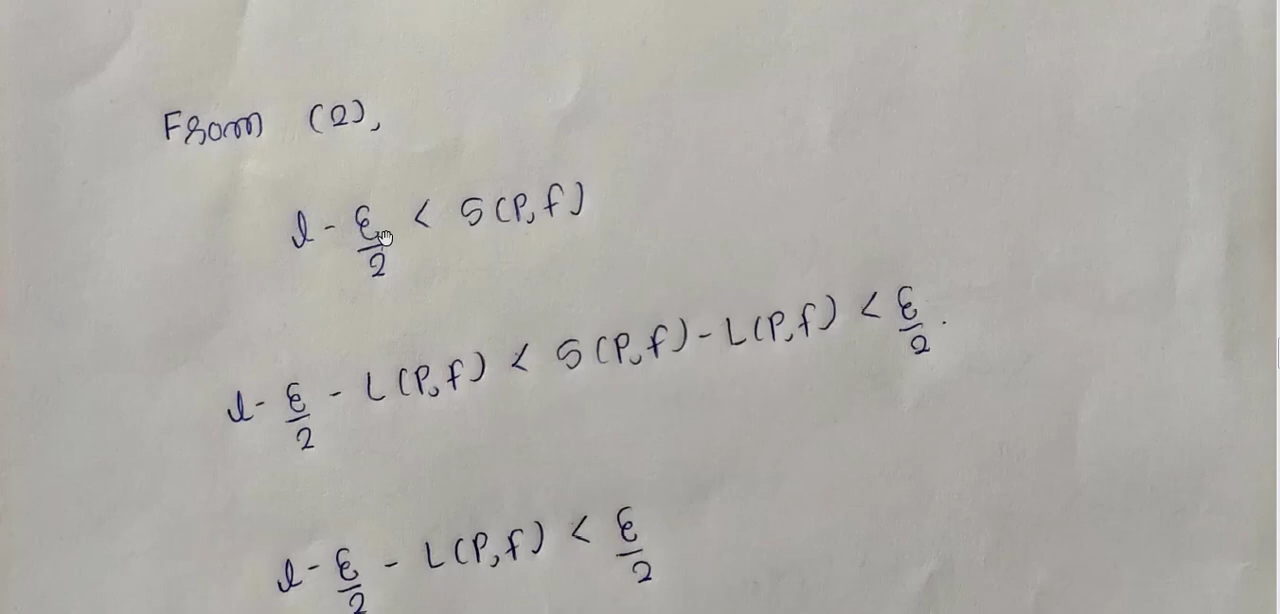 From (2),
l - ε/2 < S(P, f)
l - ε/2 - L(P, f) < S(P, f) - L(P, f) < ε/2.
l - ε/2 - L(P, f) < ε/2